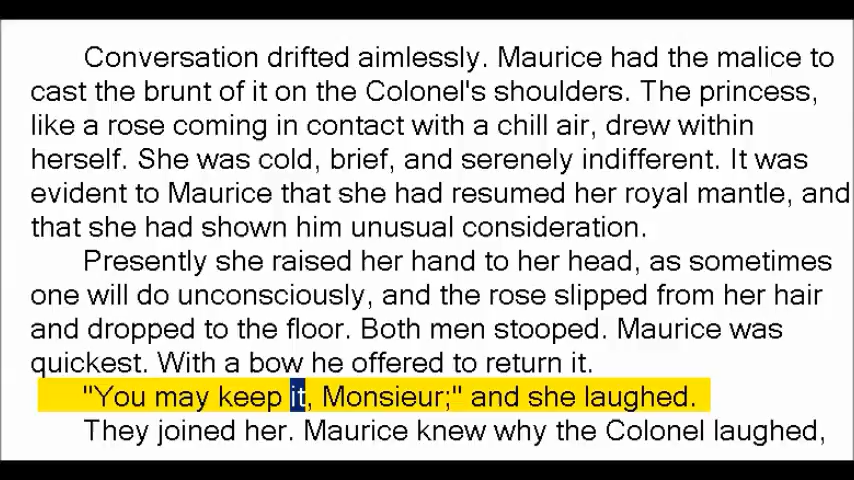 Conversation drifted aimlessly. Maurice had the malice to
cast the brunt of it on the Colonel's shoulders. The princess,
like a rose coming in contact with a chill air, drew within
herself. She was cold, brief, and serenely indifferent. It was
evident to Maurice that she had resumed her royal mantle, and
that she had shown him unusual consideration.
Presently she raised her hand to her head, as sometimes
one will do unconsciously, and the rose slipped from her hair
and dropped to the floor. Both men stooped. Maurice was
quickest. With a bow he offered to return it.
"You may keep it, Monsieur;" and she laughed.
They joined her. Maurice knew why the Colonel laughed,